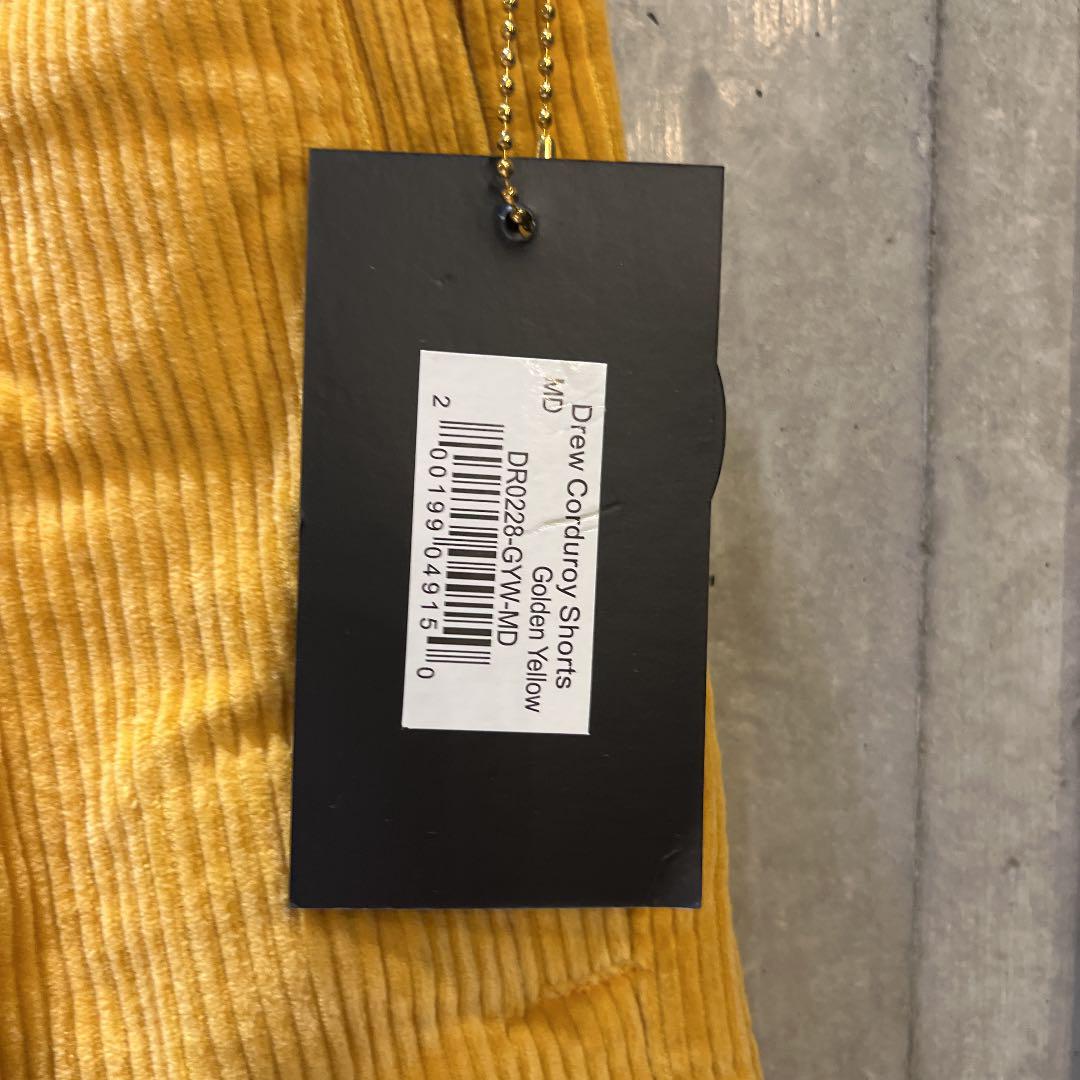 Drew Corduroy Shorts
MD Golden Yellow
DR0228-GYW-MD
2 00199 04915 0